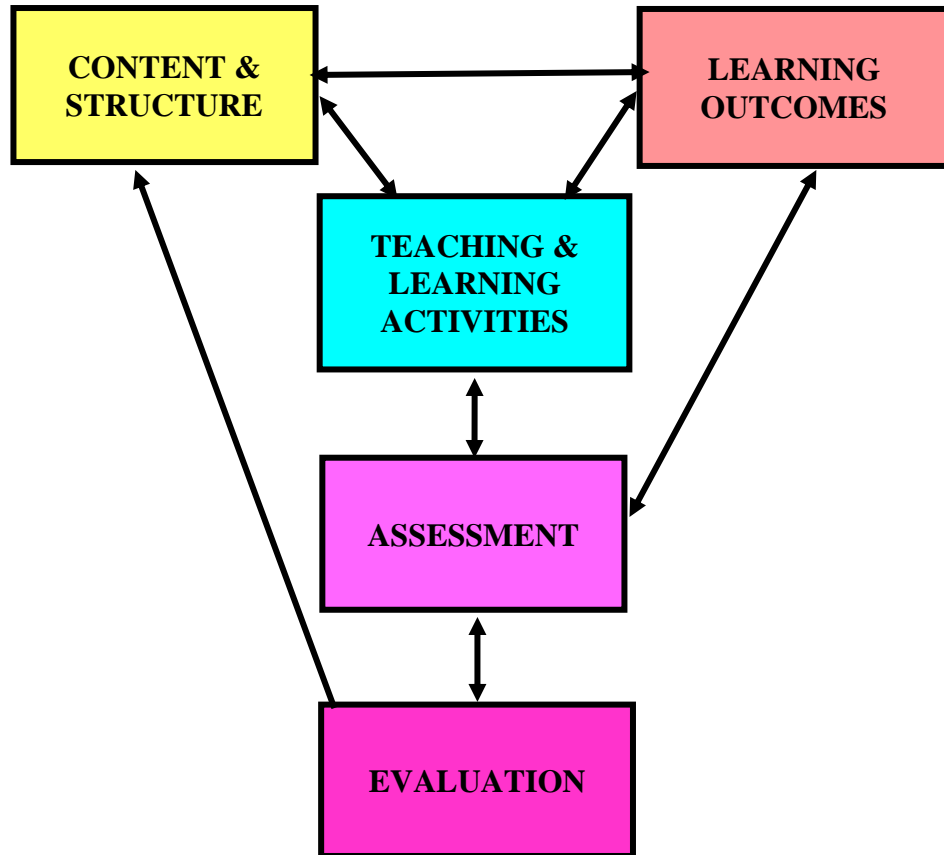 CONTENT &
STRUCTURE
LEARNING
OUTCOMES
TEACHING &
LEARNING
ACTIVITIES
ASSESSMENT
EVALUATION